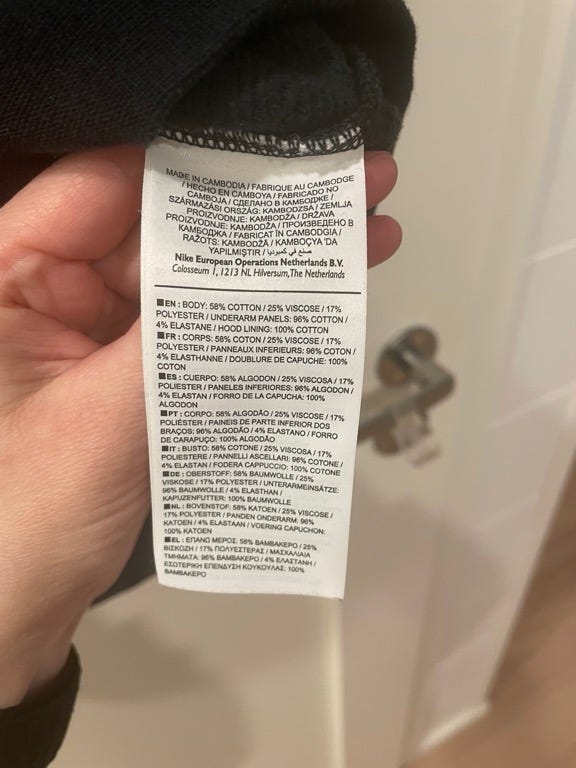 MADE IN CAMBODIA / FABRIQUE AU CAMBODGE
/ HECHO EN CAMBOYA / FABRICADO NO
CAMBOJA / СДЕЛАНО В КАМБОДЖЕ /
SZÁRMAZÁSI ORSZÁG: KAMBODZSA / ZEMLJA
PROIZVODNJE: KAMBODŽA / DRŽAVA
PROIZVODNJE: KAMBODŽA / ПРОИЗВЕДЕНО В
КАМБОДЖА / FABRICAT ÎN CAMBODGIA /
RAŽOTS: KAMBODŽĀ / KAMBOÇYA 'DA
YAPILMIŞTIR / صنع في كمبوديا
Nike European Operations Netherlands B.V.
Colosseum 1, 1213 NL Hilversum, The Netherlands
EN : BODY: 58% COTTON / 25% VISCOSE / 17%
POLYESTER / UNDERARM PANELS: 96% COTTON /
4% ELASTANE / HOOD LINING: 100% COTTON
FR : CORPS: 58% COTON / 25% VISCOSE / 17%
POLYESTER / PANNEAUX INFERIEURS: 96% COTON /
4% ELASTHANNE / DOUBLURE DE CAPUCHE: 100%
COTON
ES : CUERPO: 58% ALGODON / 25% VISCOSA / 17%
POLIESTER / PANELES INFERIORES: 96% ALGODON /
4% ELASTAN / FORRO DE LA CAPUCHA: 100%
ALGODON
PT : CORPO: 58% ALGODÃO / 25% VISCOSE / 17%
POLIÉSTER / PAINEIS DE PARTE INFERIOR DOS
BRAÇOS: 96% ALGODÃO / 4% ELASTANO / FORRO
DE CARAPUÇO: 100% ALGODÃO
IT : BUSTO: 58% COTONE / 25% VISCOSA / 17%
POLIESTERE / PANNELLI ASCELLARI: 96% COTONE /
4% ELASTAN / FODERA CAPPUCCIO: 100% COTONE
DE : OBERSTOFF: 58% BAUMWOLLE / 25%
VISKOSE / 17% POLYESTER / UNTERARMEINSÄTZE:
96% BAUMWOLLE / 4% ELASTHAN /
KAPUZENFUTTER: 100% BAUMWOLLE
NL : BOVENSTOF: 58% KATOEN / 25% VISCOSE /
17% POLYESTER / PANDEN ONDERARM: 96%
KATOEN / 4% ELASTAAN / VOERING CAPUCHON:
100% KATOEN
EL : ΕΠΑΝΩ ΜΕΡΟΣ: 58% ΒΑΜΒΑΚΕΡΟ / 25%
ΒΙΣΚΟΖΗ / 17% ΠΟΛΥΕΣΤΕΡΑΣ / ΜΑΣΧΑΛΙΑΙΑ
ΤΜΗΜΑΤΑ: 96% ΒΑΜΒΑΚΕΡΟ / 4% ΕΛΑΣΤΑΝΗ /
ΕΣΩΤΕΡΙΚΗ ΕΠΕΝΔΥΣΗ ΚΟΥΚΟΥΛΑΣ: 100%
ΒΑΜΒΑΚΕΡΟ